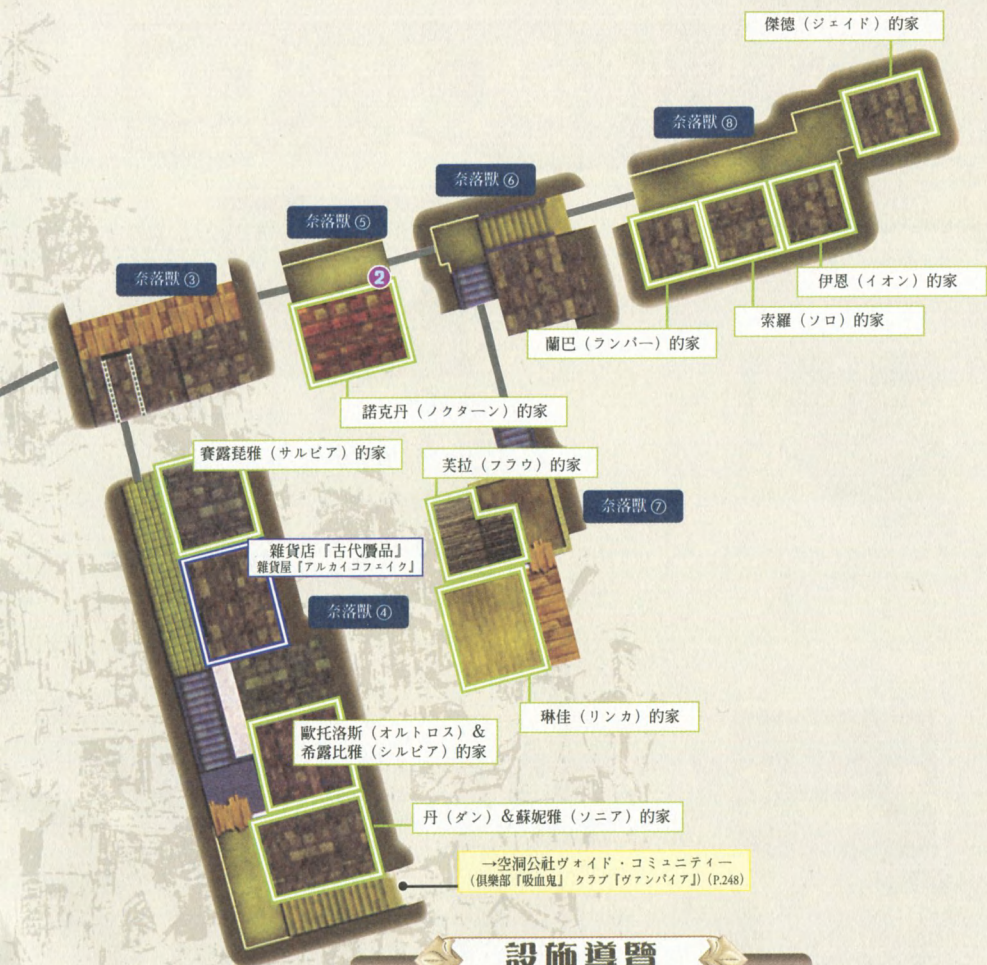 傑德（ジェイド）的家
奈落獸⑧
奈落獸⑥
奈落獸⑤
2
奈落獸③
伊恩（イオン）的家
索羅（ソロ）的家
蘭巴（ランバー）的家
諾克丹（ノクターン）的家
賽露琵雅（サルビア）的家
芙拉（フラウ）的家
奈落獸⑦
雜貨店『古代贗品』
雜貨屋『アルカイコフェイク』
奈落獸④
琳佳（リンカ）的家
歐托洛斯（オルトロス）&
希露比雅（シルビア）的家
丹（ダン）&蘇妮雅（ソニア）的家
→空洞公社ヴォイド・コミュニティー
(俱樂部『吸血鬼』 クラブ『ヴァンパイア』)(P.248)
設施導覽